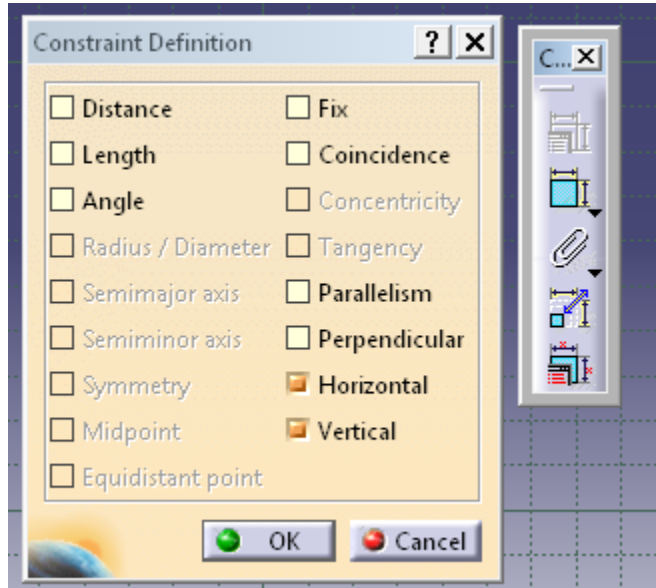 Constraint Definition
? X
C... X
Distance
Fix
Length
Coincidence
Angle
Concentricity
Radius / Diameter
Tangency
Semimajor axis
Parallelism
Semiminor axis
Perpendicular
Symmetry
Horizontal
Midpoint
Vertical
Equidistant point
OK
Cancel